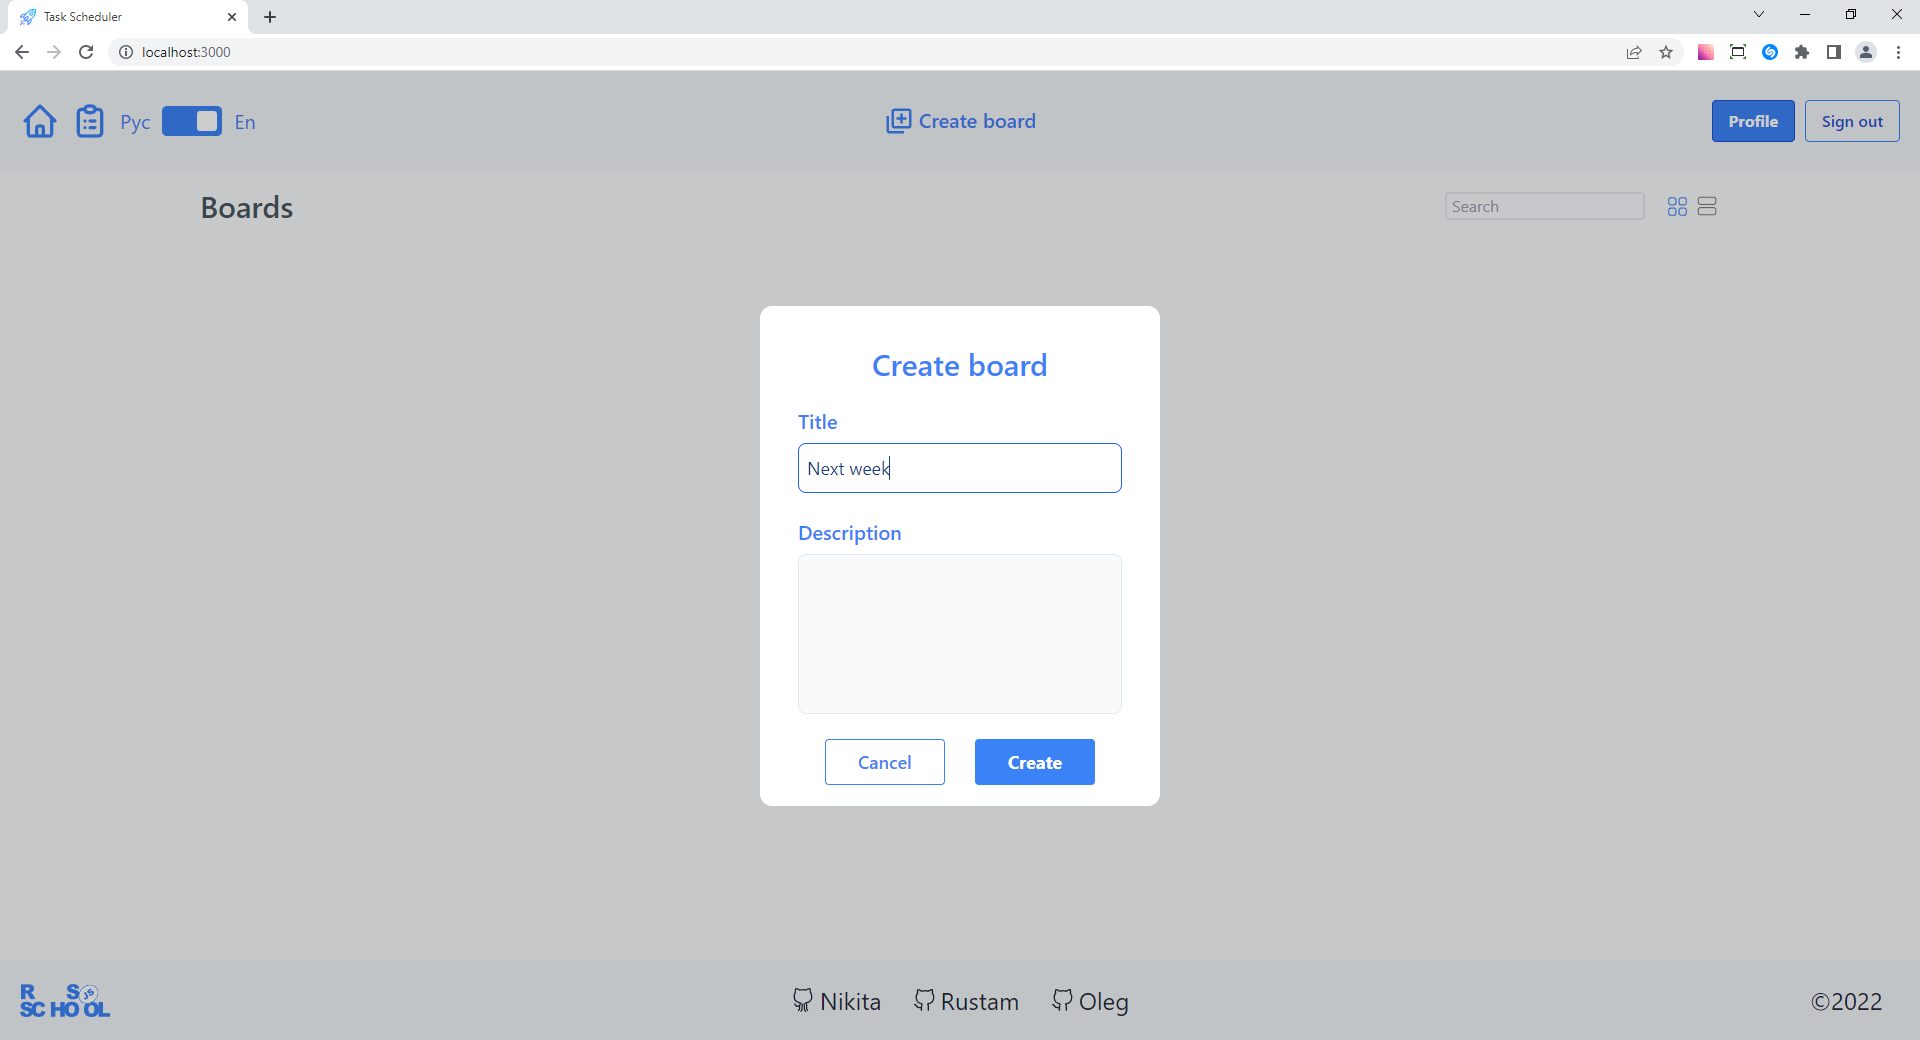 Task Scheduler
localhost:3000
Рус En
Create board
Profile
Sign out
Boards
Search
Create board
Title
Next week
Description
Cancel
Create
RS JS
SCHOOL
Nikita
Rustam
Oleg
©2022